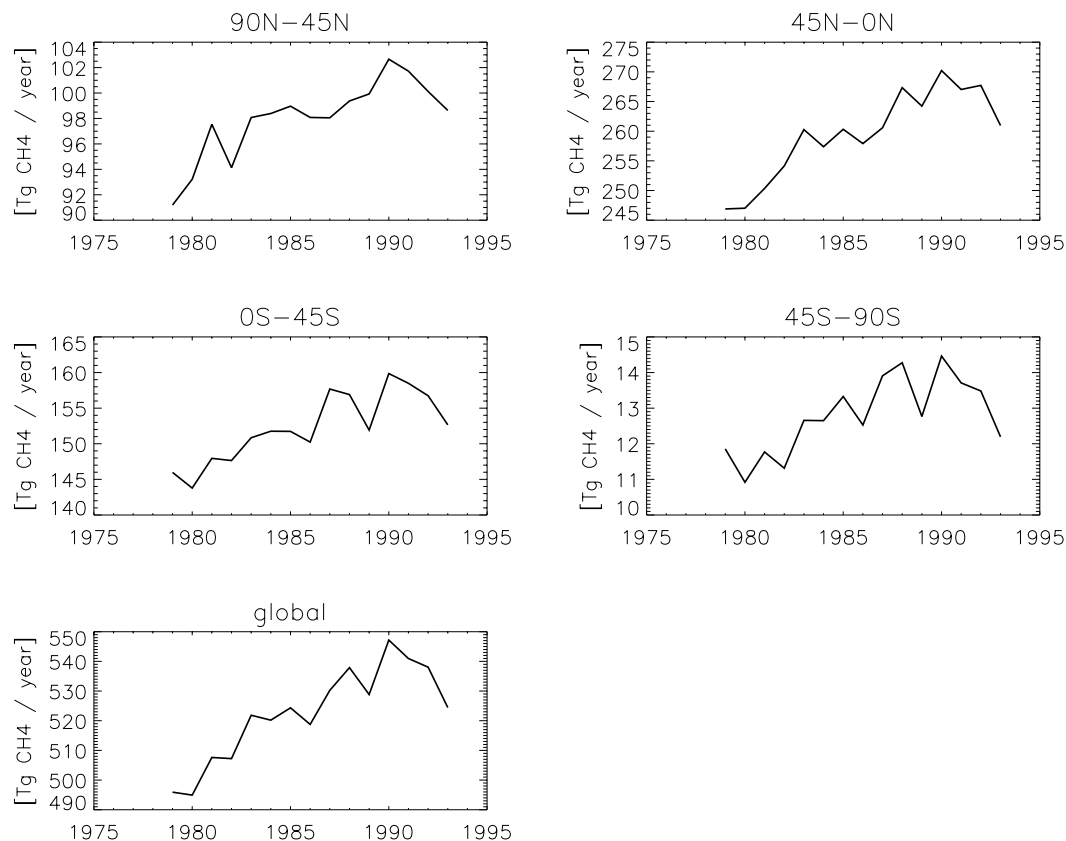 90N−45N
[Tg CH4 / year]
104
102
100
98
96
94
92
90
1975 1980 1985 1990 1995
45N−0N
[Tg CH4 / year]
275
270
265
260
255
250
245
1975 1980 1985 1990 1995
0S−45S
[Tg CH4 / year]
165
160
155
150
145
140
1975 1980 1985 1990 1995
45S−90S
[Tg CH4 / year]
15
14
13
12
11
10
1975 1980 1985 1990 1995
global
[Tg CH4 / year]
550
540
530
520
510
500
490
1975 1980 1985 1990 1995